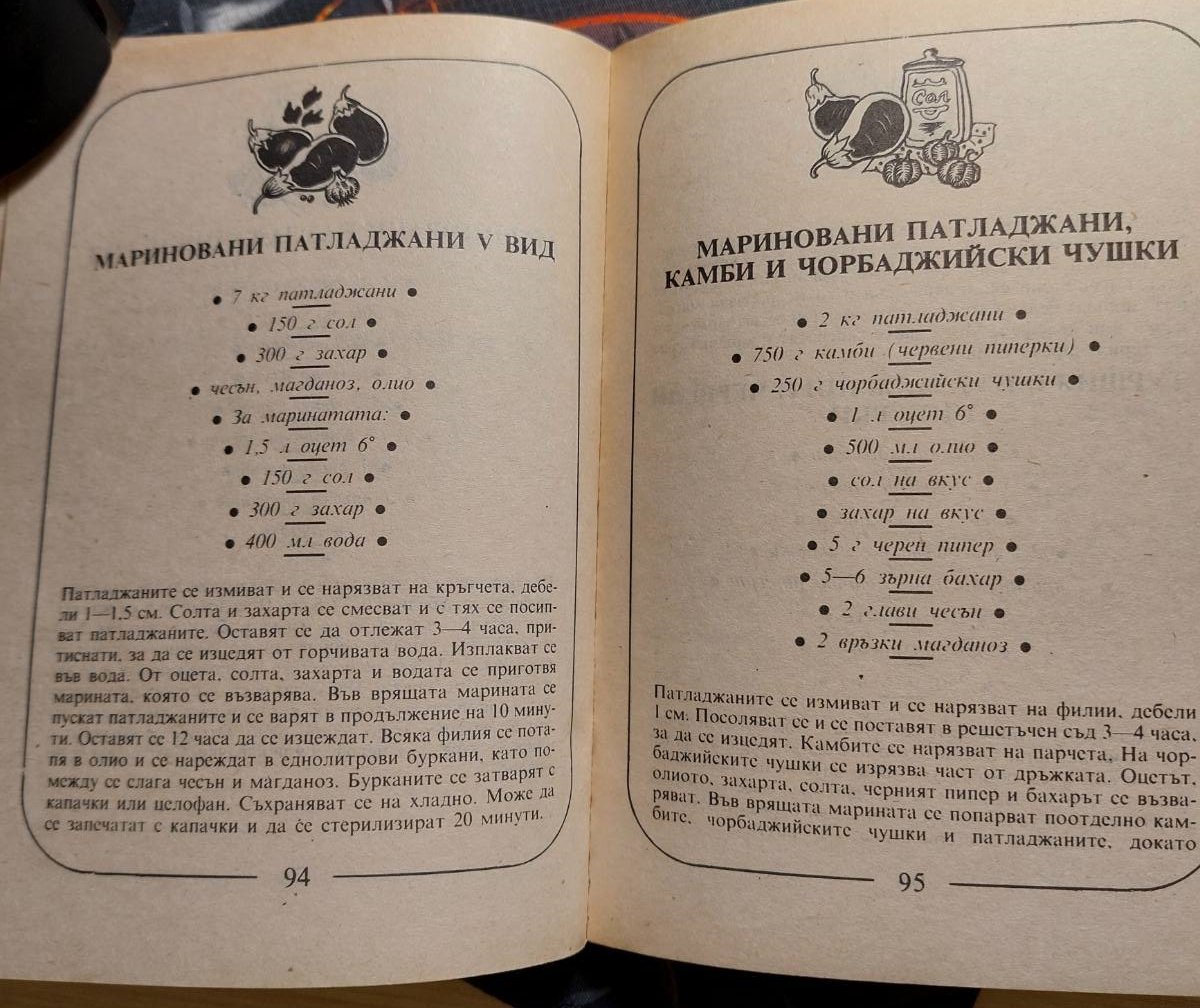 МАРИНОВАНИ ПАТЛАДЖАНИ V ВИД
• 7 кг патладжани •
• 150 г сол •
• 300 г захар •
• чесън, магданоз, олио •
• За марината­та: •
• 1,5 л оцет 6° •
• 150 г сол •
• 300 г захар •
• 400 мл вода •
Патладжаните се измиват и се нарязват на кръгчета, дебе-
ли 1—1,5 см. Солта и захарта се смесват и с тях се посип-
ват патладжаните. Оставят се да отлежат 3—4 часа, при-
тиснати, за да се изцедят от горчивата вода. Изплакват се
във вода. От оцета, солта, захарта и водата се приготвя
марината, която се възварява. Във врящата марината се
пускат патладжаните и се варят в продължение на 10 мину-
ти. Оставят се 12 часа да се изцеждат. Всяка филия се пота-
пя в олио и се нареждат в еднолитрови буркани, като по-
между се слага чесън и магданоз. Бурканите се затварят с
капачки или целофан. Съхраняват се на хладно. Може да
се запечатат с капачки и да се стерилизират 20 минути.
94
Сол
МАРИНОВАНИ ПАТЛАДЖАНИ,
КАМБИ И ЧОРБАДЖИЙСКИ ЧУШКИ
• 2 кг патладжани •
• 750 г камби (червени пиперки) •
• 250 г чорбаджийски чушки •
• 1 л оцет 6° •
• 500 мл олио •
• сол на вкус •
• захар на вкус •
• 5 г черен пипер •
• 5—6 зърна бахар •
• 2 глави чесън •
• 2 връзки магданоз •
Патладжаните се измиват и се нарязват на филии, дебели
1 см. Посоляват се и се поставят в решетъчен съд 3—4 часа,
за да се изцедят. Камбите се нарязват на парчета, На чор-
баджийските чушки се изрязва част от дръжката. Оцетът,
олиото, захарта, солта, черният пипер и бахарът се възва-
ряват. Във врящата марината се попарват поотделно кам-
бите, чорбаджийските чушки и патладжаните, докато
95